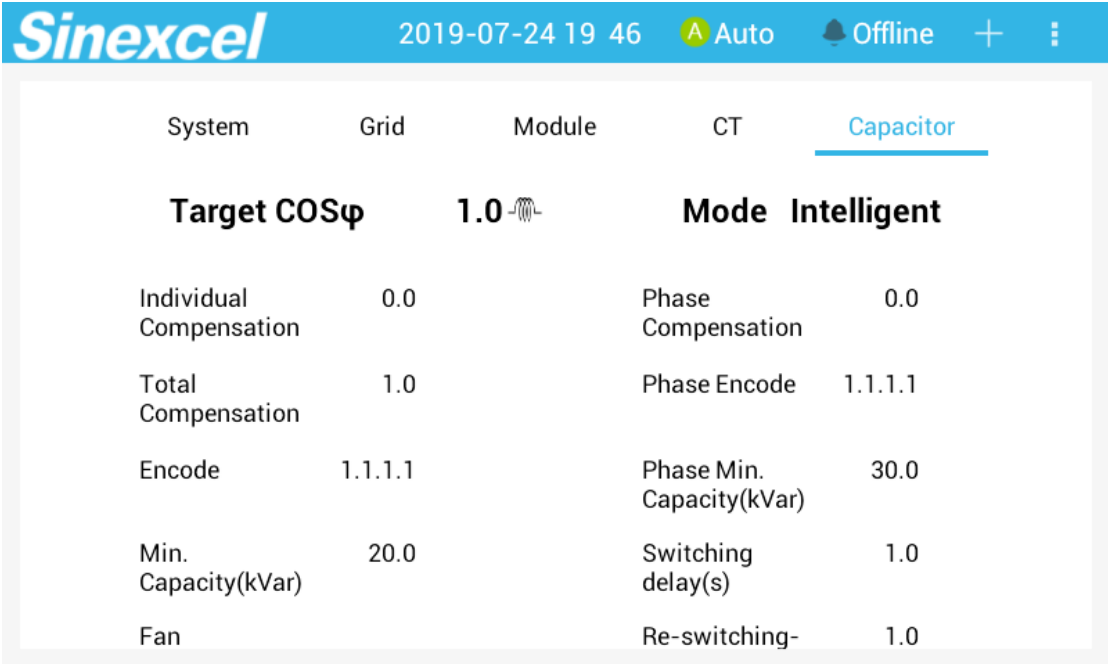 Sinexcel 2019-07-24 19 46 A Auto Offline
System Grid Module CT Capacitor
Target COSφ 1.0 Mode Intelligent
Individual 0.0 Phase 0.0
Compensation Compensation
Total 1.0 Phase Encode 1.1.1.1
Compensation
Encode 1.1.1.1 Phase Min. 30.0
Capacity(kVar)
Min. 20.0 Switching 1.0
Capacity(kVar) delay(s)
Fan Re-switching- 1.0